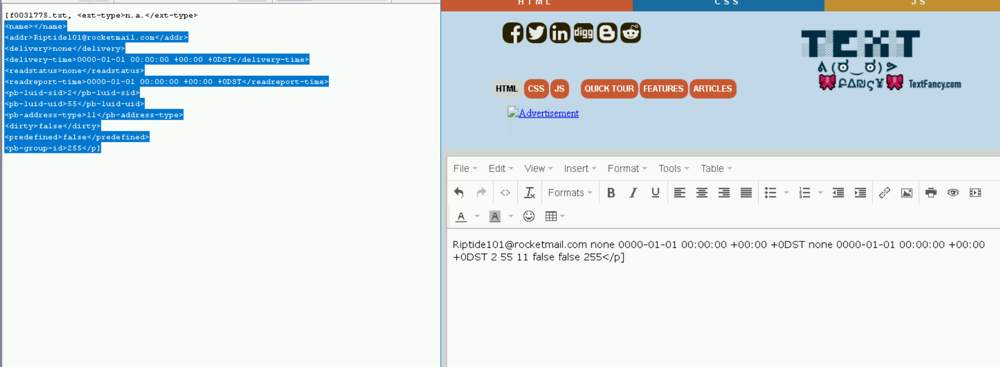 [f0031775.txt, <ext-type>n.a.</ext-type>
<name></name>
<addr>Riptide101@rocketmail.com</addr>
<delivery>none</delivery>
<delivery-time>0000-01-01 00:00:00 +00:00 +0DST</delivery-time>
<readstatus>none</readstatus>
<readreport-time>0000-01-01 00:00:00 +00:00 +0DST</readreport-time>
<pb-luid-sid>2</pb-luid-sid>
<pb-luid-uid>55</pb-luid-uid>
<pb-address-type>11</pb-address-type>
<dirty>false</dirty>
<predefined>false</predefined>
<pb-group-id>255</p]
HTML CSS JS
digg
TEXT
TextFancy.com
HTML CSS JS QUICK TOUR FEATURES ARTICLES
Advertisement
File Edit View Insert Format Tools Table
Formats B I U
A A
Riptide101@rocketmail.com none 0000-01-01 00:00:00 +00:00 +0DST none 0000-01-01 00:00:00 +00:00
+0DST 2 55 11 false false 255</p]